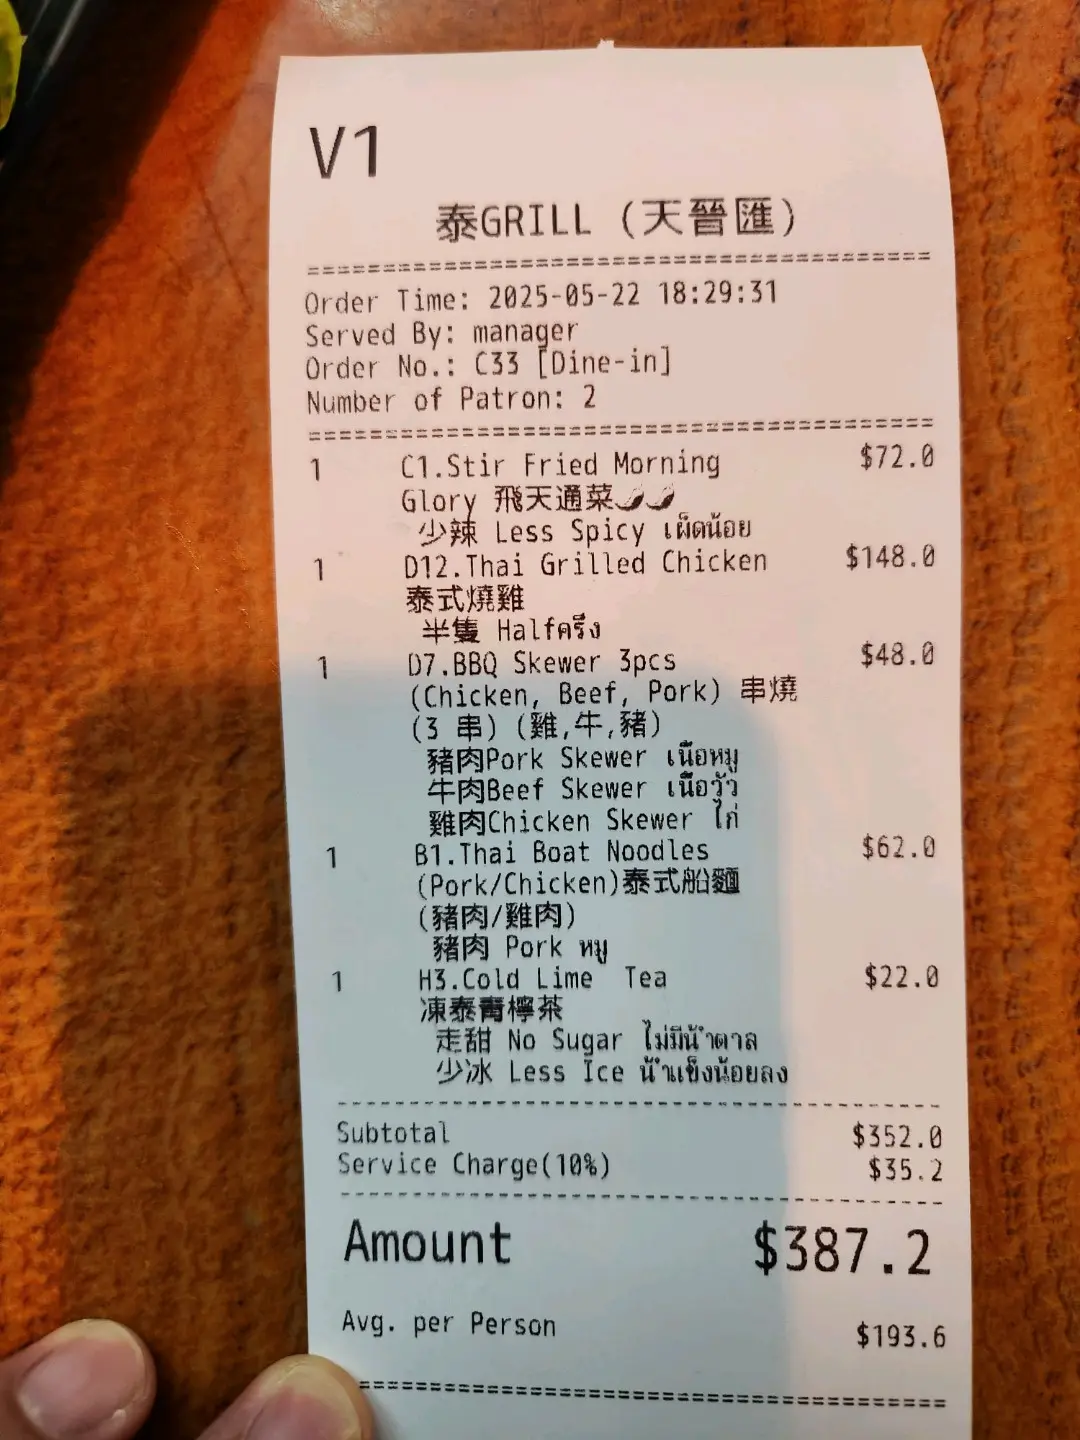 V1
泰GRILL (天晉匯)
=========================================
Order Time: 2025-05-22 18:29:31
Served By: manager
Order No.: C33 [Dine-in]
Number of Patron: 2
=========================================
1 C1.Stir Fried Morning $72.0
Glory 飛天通菜🌶🌶
少辣 Less Spicy เผ็ดน้อย
1 D12.Thai Grilled Chicken $148.0
泰式燒雞
半隻 Halfครึ่ง
1 D7.BBQ Skewer 3pcs $48.0
(Chicken, Beef, Pork) 串燒
(3 串) (雞,牛,豬)
豬肉Pork Skewer เนื้อหมู
牛肉Beef Skewer เนื้อวัว
雞肉Chicken Skewer ไก่
1 B1.Thai Boat Noodles $62.0
(Pork/Chicken)泰式船麵
(豬肉/雞肉)
豬肉 Pork หมู
1 H3.Cold Lime  Tea $22.0
凍泰青檸茶
走甜 No Sugar ไม่มีน้ำตาล
少冰 Less Ice น้ำแข็งน้อยลง
-----------------------------------------
Subtotal $352.0
Service Charge(10%) $35.2
-----------------------------------------
Amount $387.2
Avg. per Person $193.6
=========================================